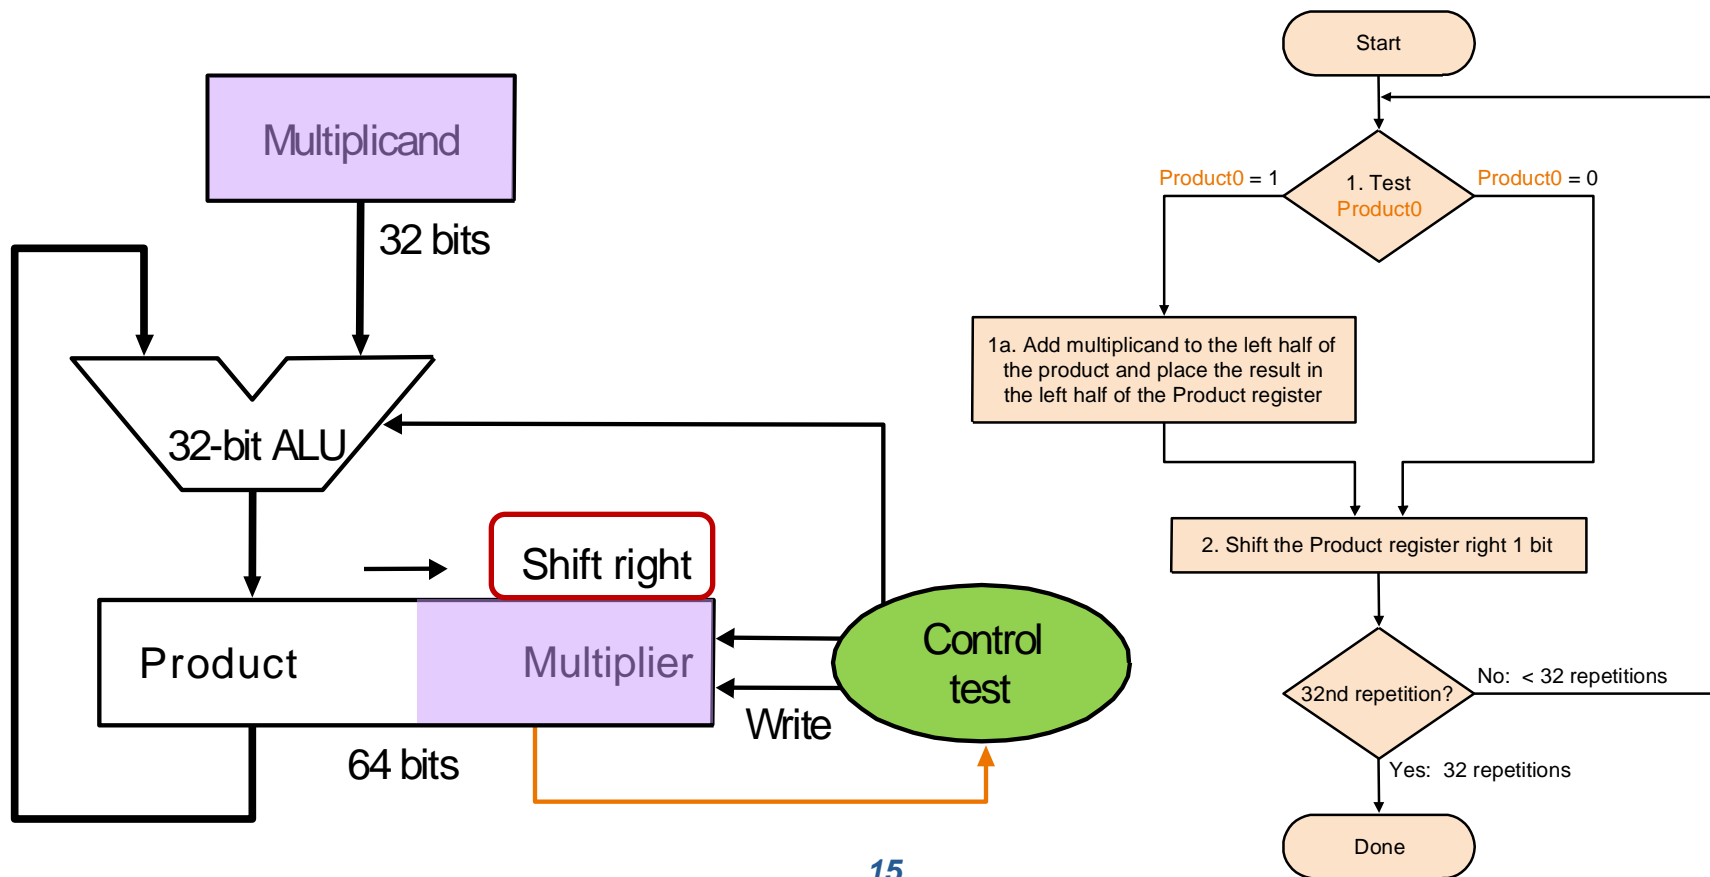 Multiplicand
32 bits
32-bit ALU
Shift right
Product
Multiplier
Control
test
Write
64 bits
Start
Product0 = 1
1. Test
Product0
Product0 = 0
1a. Add multiplicand to the left half of
the product and place the result in
the left half of the Product register
2. Shift the Product register right 1 bit
32nd repetition?
No: < 32 repetitions
Yes: 32 repetitions
Done
15